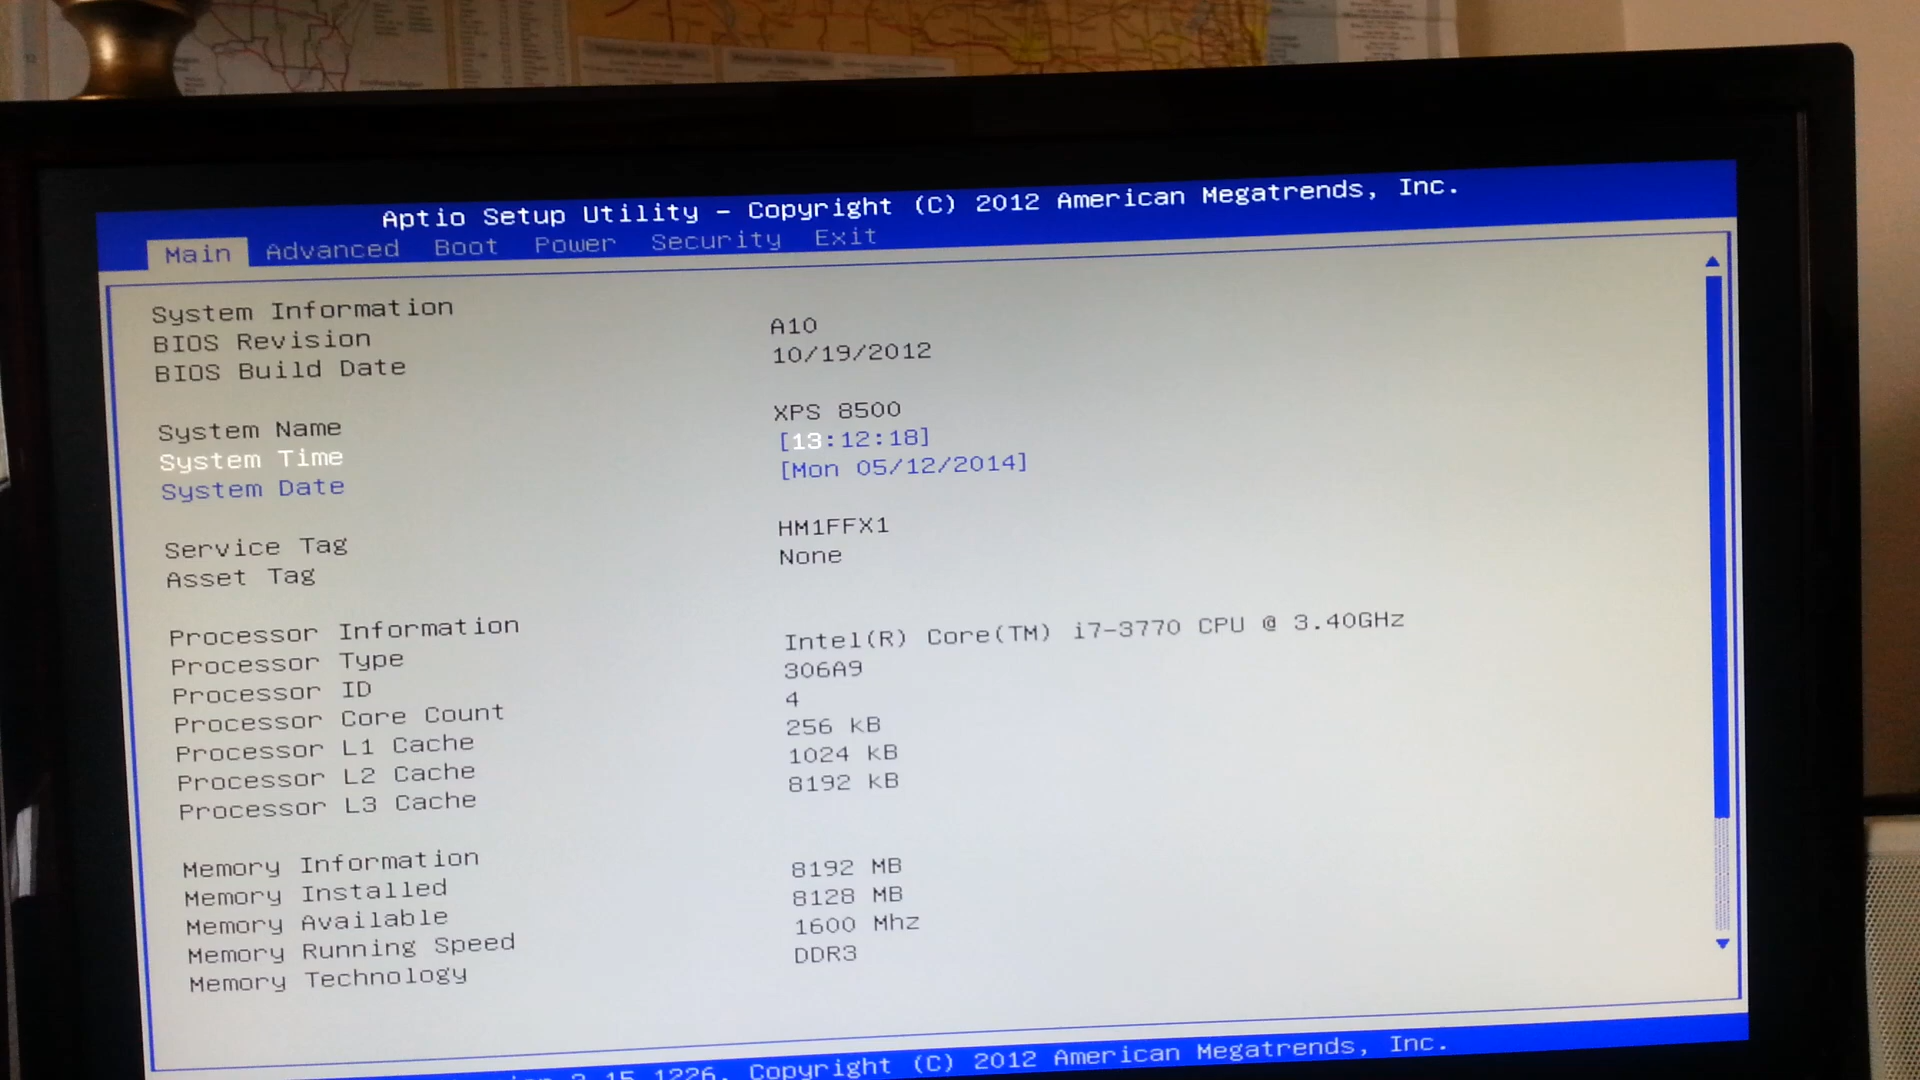 Aptio Setup Utility – Copyright (C) 2012 American Megatrends, Inc.
Main Advanced Boot Power Security Exit
System Information
BIOS Revision A10
BIOS Build Date 10/19/2012
System Name XPS 8500
System Time [13:12:18]
System Date [Mon 05/12/2014]
Service Tag HM1FFX1
Asset Tag None
Processor Information
Processor Type Intel(R) Core(TM) i7-3770 CPU @ 3.40GHz
Processor ID 306A9
Processor Core Count 4
Processor L1 Cache 256 kB
Processor L2 Cache 1024 kB
Processor L3 Cache 8192 kB
Memory Information
Memory Installed 8192 MB
Memory Available 8128 MB
Memory Running Speed 1600 Mhz
Memory Technology DDR3
1226. Copyright (C) 2012 American Megatrends, Inc.